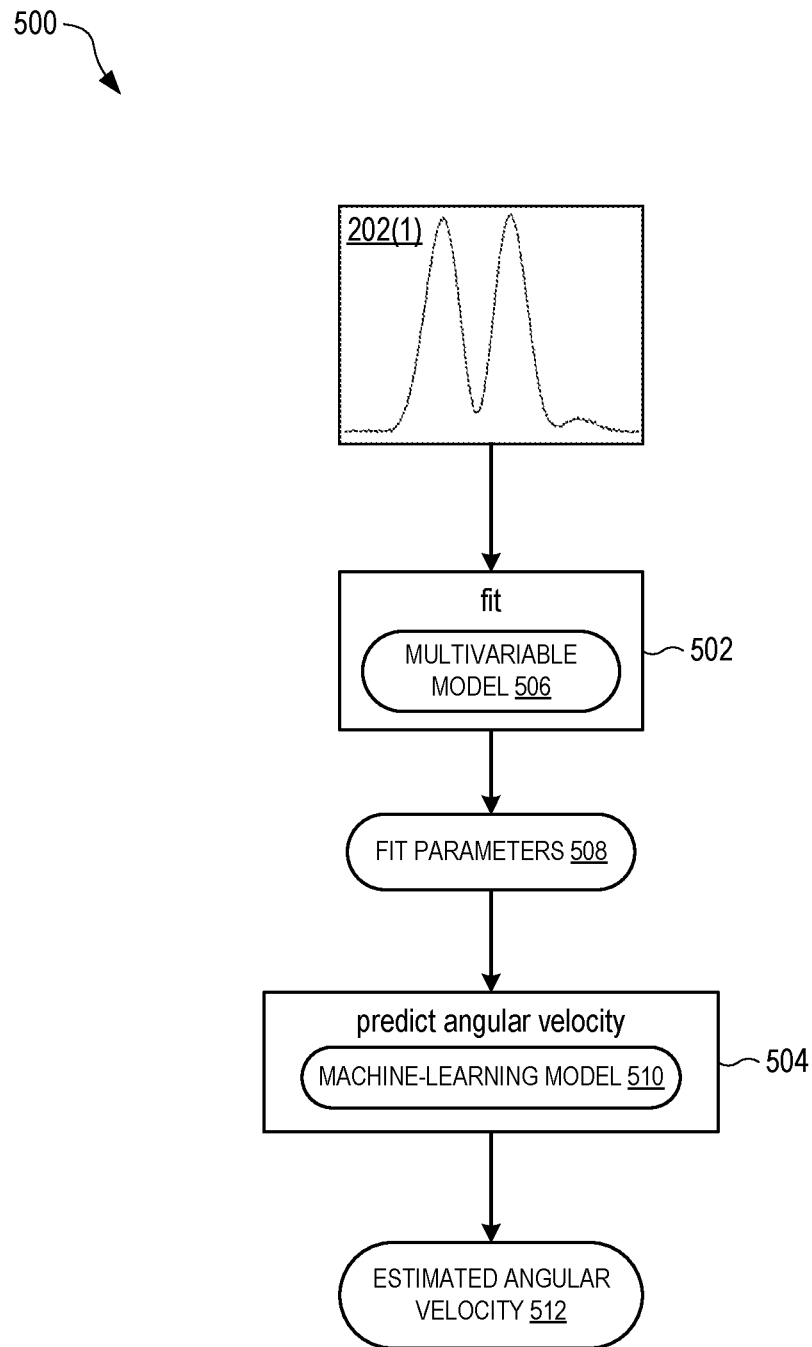 500
202(1)
fit
MULTIVARIABLE
MODEL 506
502
FIT PARAMETERS 508
predict angular velocity
MACHINE-LEARNING MODEL 510
504
ESTIMATED ANGULAR
VELOCITY 512